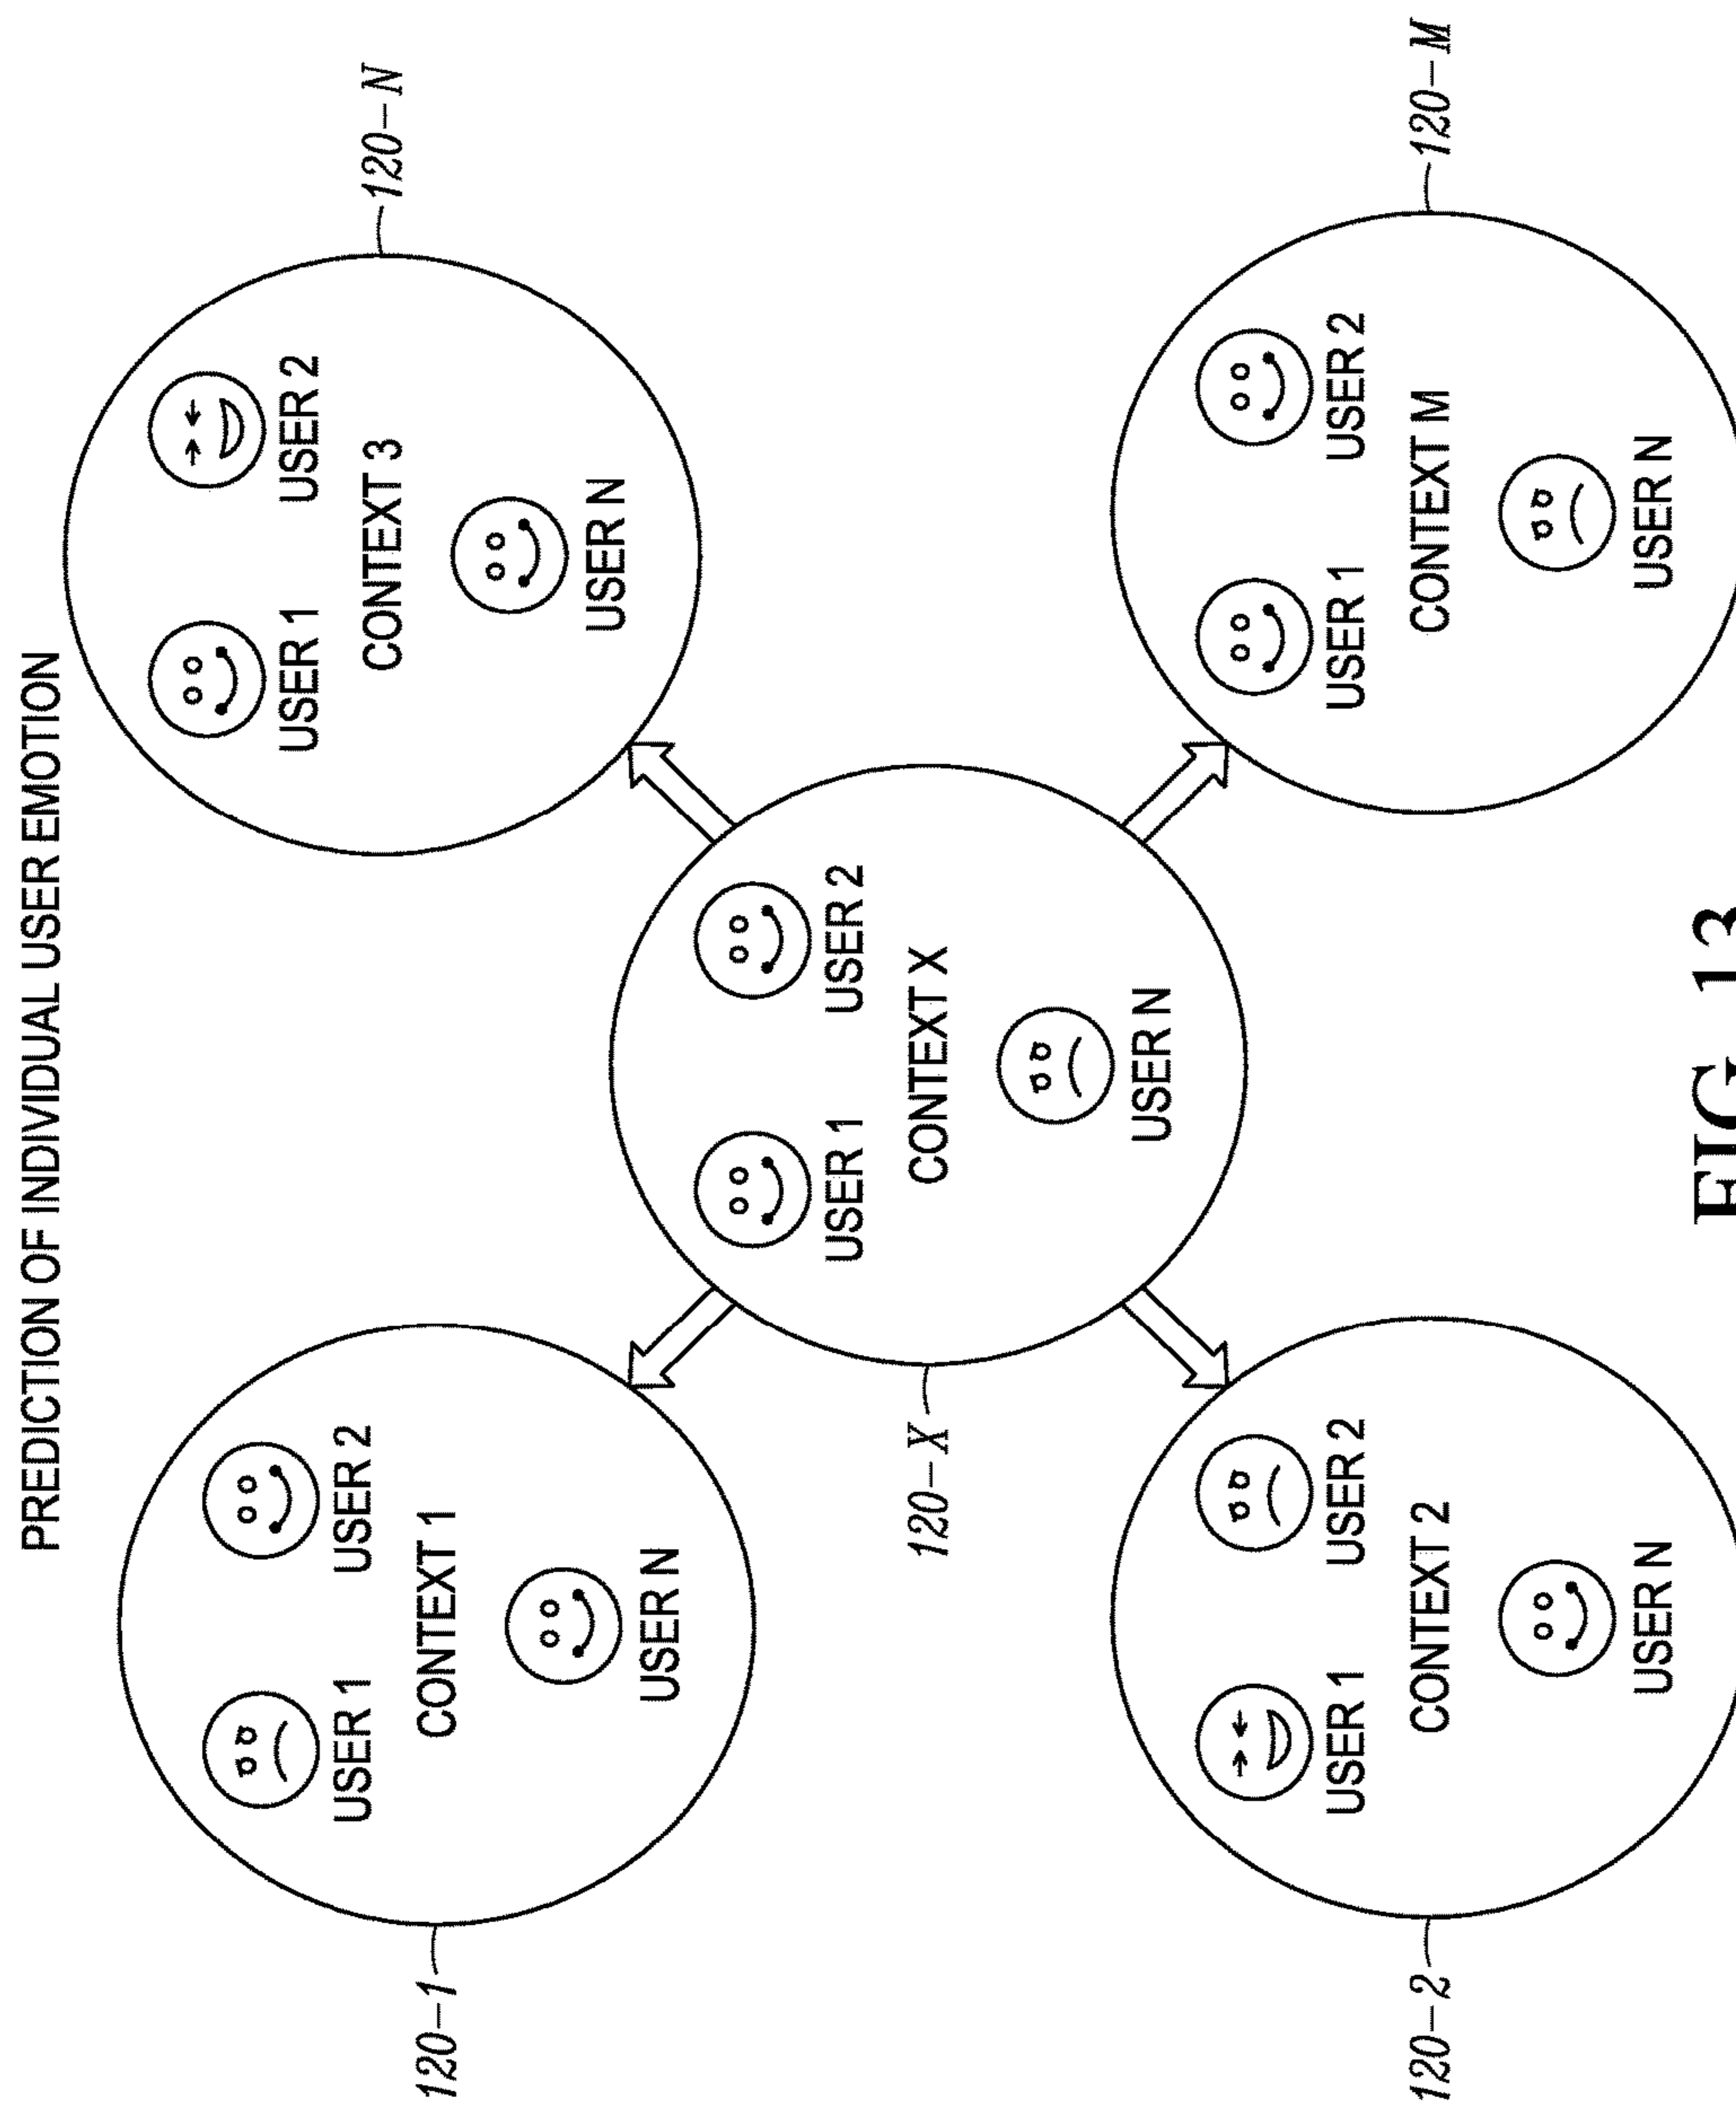 PREDICTION OF INDIVIDUAL USER EMOTION
120-1
USER 1
USER 2
CONTEXT 1
USER N
120-N
USER 1
USER 2
CONTEXT 3
USER N
120-X
USER 1
USER 2
CONTEXT X
USER N
120-2
USER 1
USER 2
CONTEXT 2
USER N
120-M
USER 1
USER 2
CONTEXT M
USER N
FIG. 13